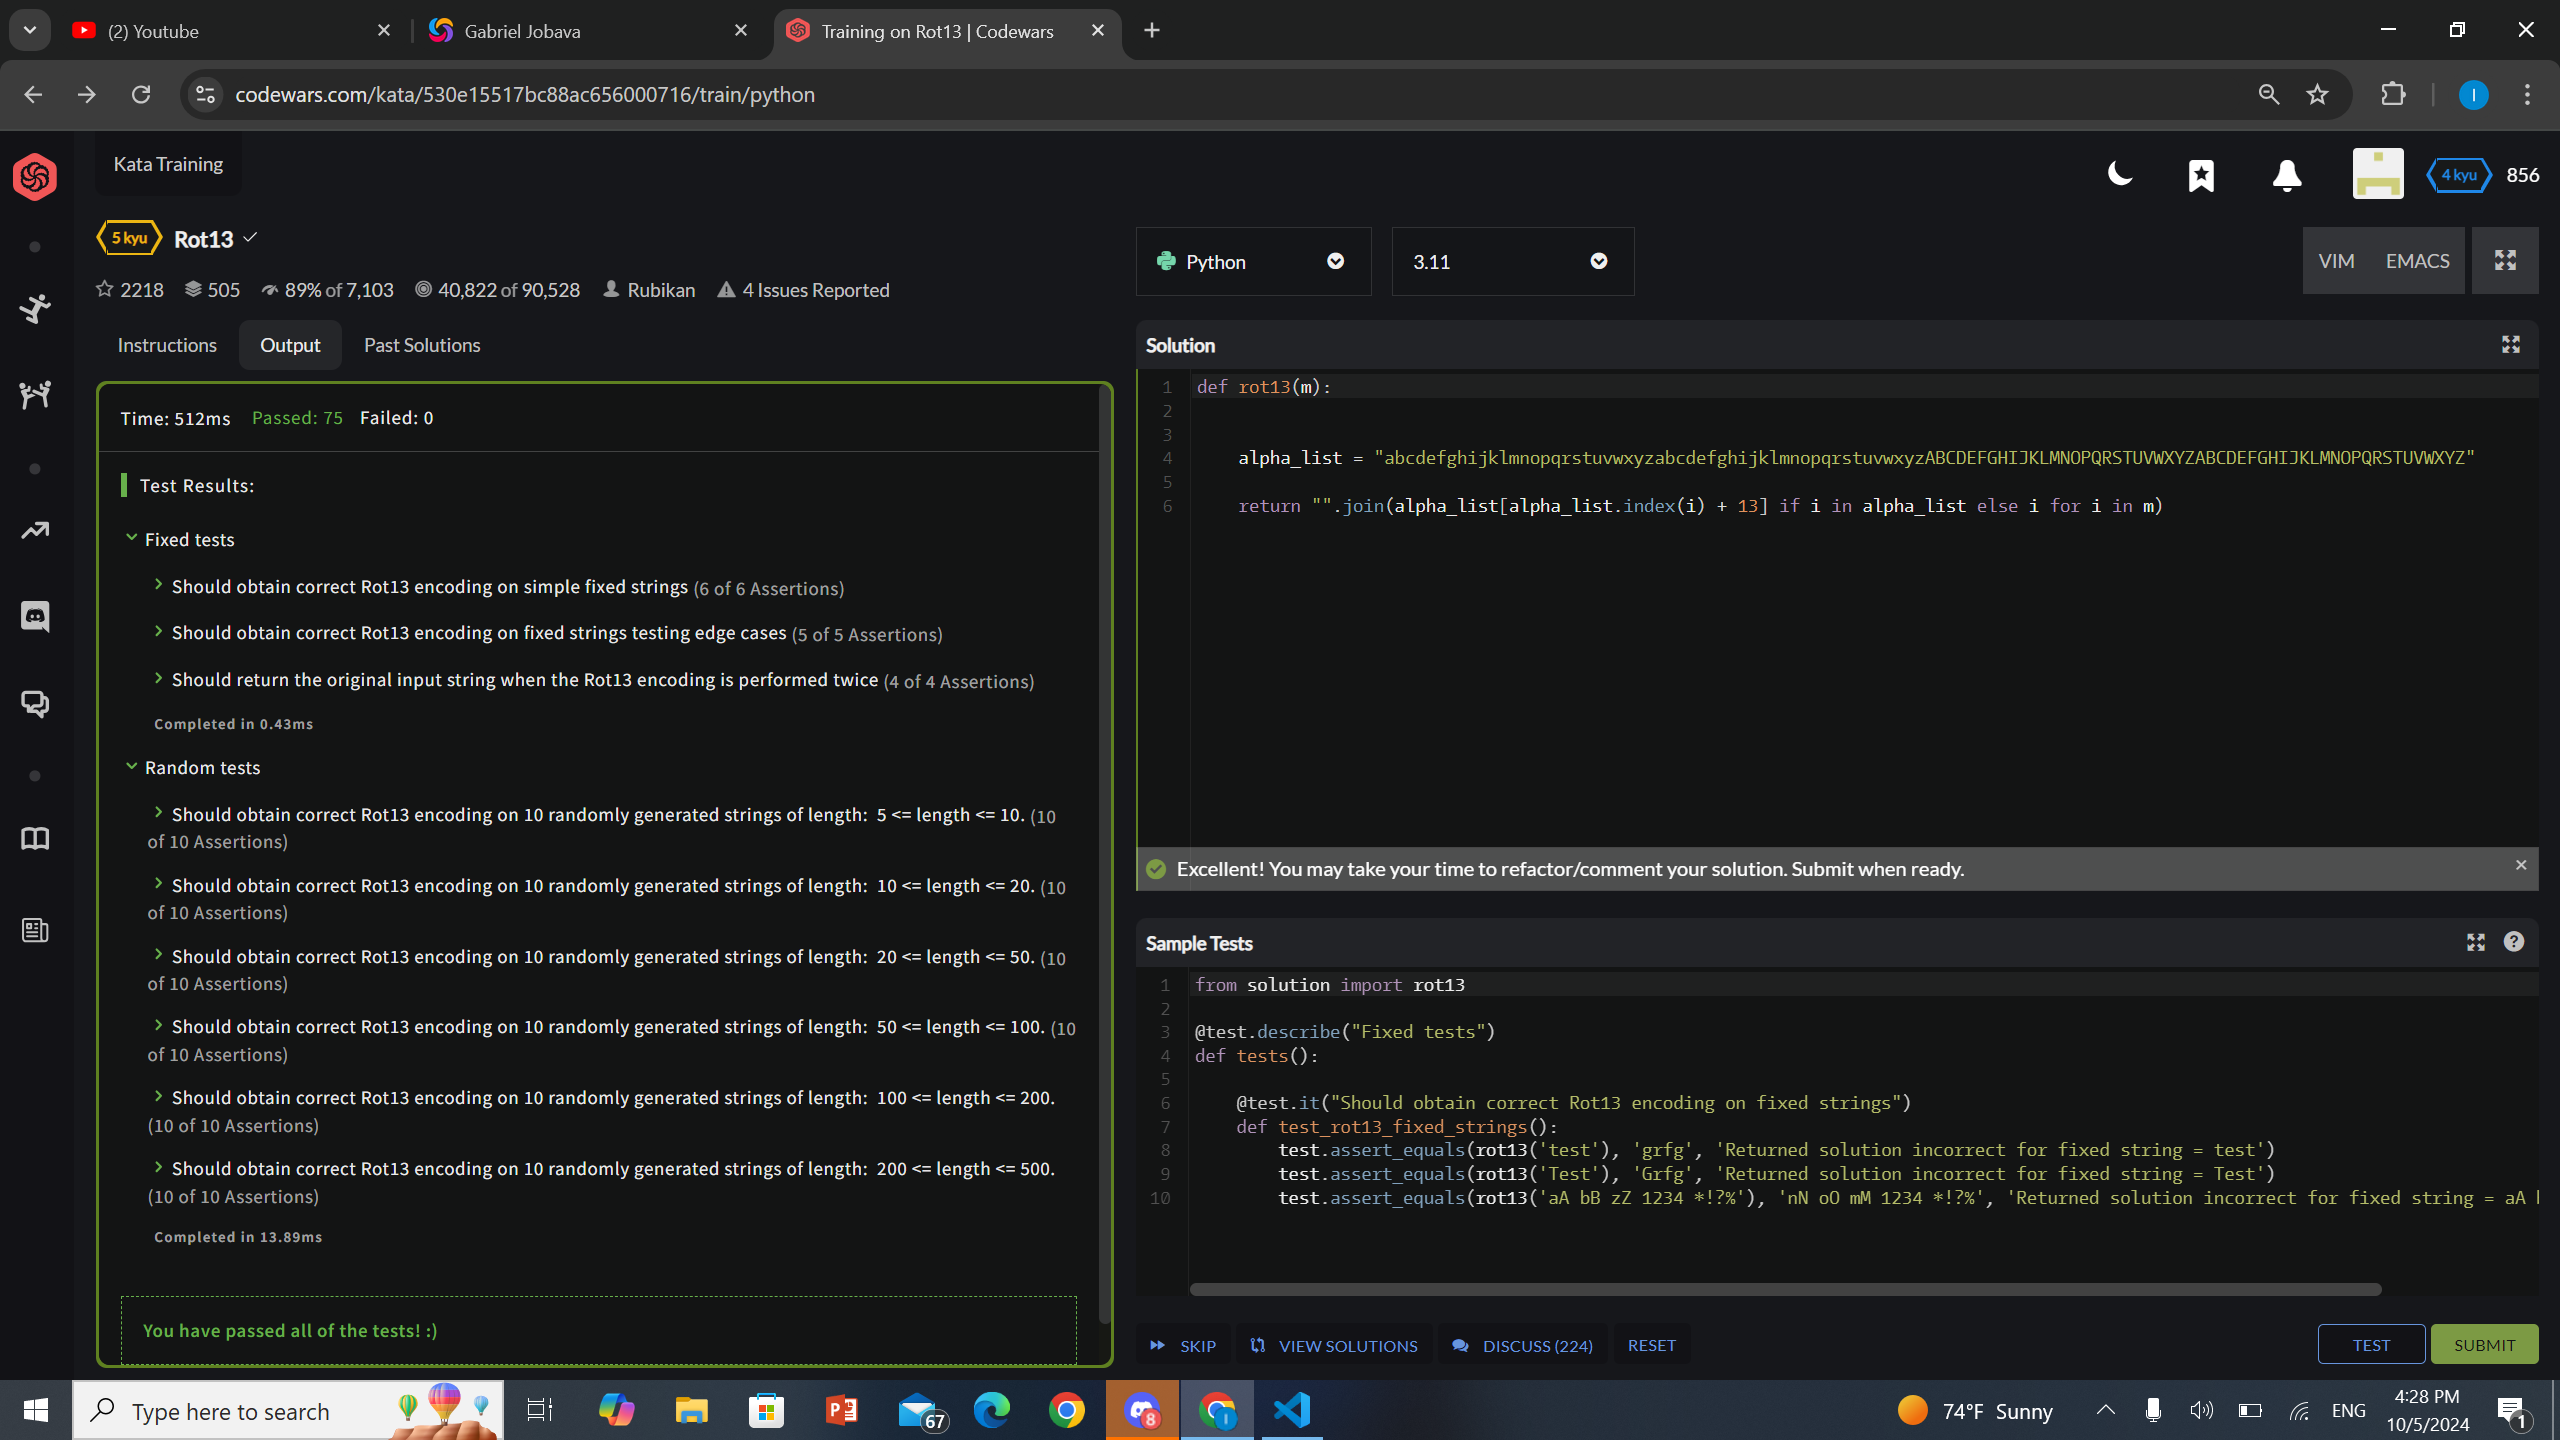 (2) Youtube
Gabriel Jobava
Training on Rot13 | Codewars
codewars.com/kata/530e15517bc88ac656000716/train/python
I
Kata Training
4 kyu
856
5 kyu
Rot13
2218
505
89% of 7,103
40,822 of 90,528
Rubikan
4 Issues Reported
Instructions
Output
Past Solutions
Time: 512ms
Passed: 75
Failed: 0
Test Results:
Fixed tests
Should obtain correct Rot13 encoding on simple fixed strings (6 of 6 Assertions)
Should obtain correct Rot13 encoding on fixed strings testing edge cases (5 of 5 Assertions)
Should return the original input string when the Rot13 encoding is performed twice (4 of 4 Assertions)
Completed in 0.43ms
Random tests
Should obtain correct Rot13 encoding on 10 randomly generated strings of length: 5 <= length <= 10. (10
of 10 Assertions)
Should obtain correct Rot13 encoding on 10 randomly generated strings of length: 10 <= length <= 20. (10
of 10 Assertions)
Should obtain correct Rot13 encoding on 10 randomly generated strings of length: 20 <= length <= 50. (10
of 10 Assertions)
Should obtain correct Rot13 encoding on 10 randomly generated strings of length: 50 <= length <= 100. (10
of 10 Assertions)
Should obtain correct Rot13 encoding on 10 randomly generated strings of length: 100 <= length <= 200.
(10 of 10 Assertions)
Should obtain correct Rot13 encoding on 10 randomly generated strings of length: 200 <= length <= 500.
(10 of 10 Assertions)
Completed in 13.89ms
You have passed all of the tests! :)
Python
3.11
VIM
EMACS
Solution
1 def rot13(m):
2
3
4 alpha_list = "abcdefghijklmnopqrstuvwxyzabcdefghijklmnopqrstuvwxyzABCDEFGHIJKLMNOPQRSTUVWXYZABCDEFGHIJKLMNOPQRSTUVWXYZ"
5
6 return "".join(alpha_list[alpha_list.index(i) + 13] if i in alpha_list else i for i in m)
Excellent! You may take your time to refactor/comment your solution. Submit when ready.
Sample Tests
1 from solution import rot13
2
3 @test.describe("Fixed tests")
4 def tests():
5
6 @test.it("Should obtain correct Rot13 encoding on fixed strings")
7 def test_rot13_fixed_strings():
8 test.assert_equals(rot13('test'), 'grfg', 'Returned solution incorrect for fixed string = test')
9 test.assert_equals(rot13('Test'), 'Grfg', 'Returned solution incorrect for fixed string = Test')
10 test.assert_equals(rot13('aA bB zZ 1234 *!?%'), 'nN oO mM 1234 *!?%', 'Returned solution incorrect for fixed string = aA
SKIP
VIEW SOLUTIONS
DISCUSS (224)
RESET
TEST
SUBMIT
Type here to search
67
8
I
74°F Sunny
ENG
4:28 PM
10/5/2024
1